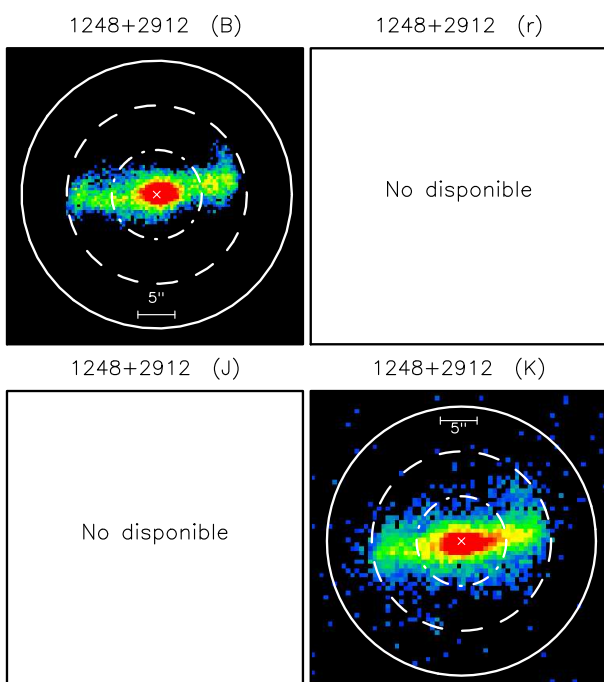 1248+2912 (B)
1248+2912 (r)
5"
No disponible
1248+2912 (J)
1248+2912 (K)
No disponible
5"